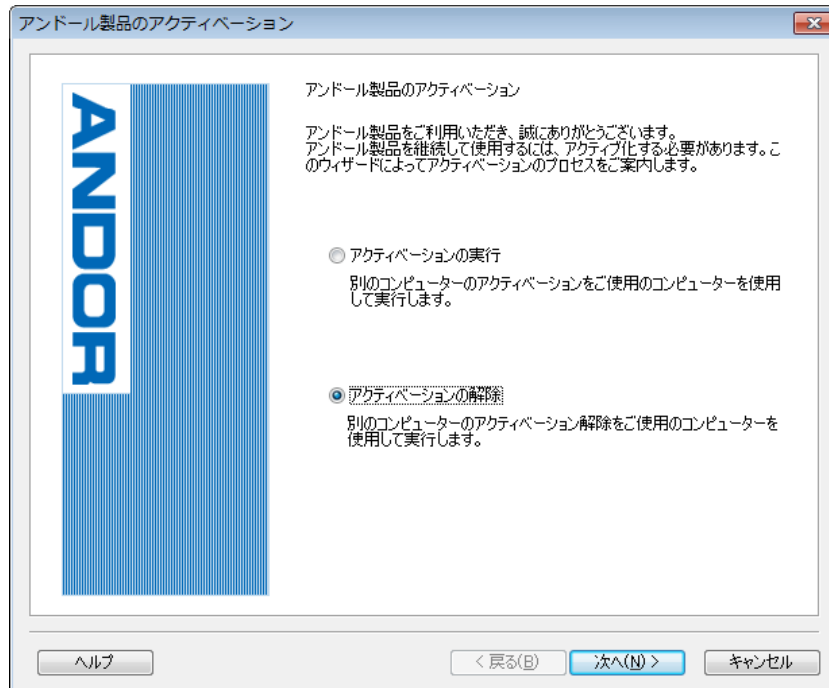 アンドール製品のアクティベーション
ANDOR
アンドール製品のアクティベーション
アンドール製品をご利用いただき、誠にありがとうございます。
アンドール製品を継続して使用するには、アクティブ化する必要があります。こ
のウィザードによってアクティベーションのプロセスをご案内します。
アクティベーションの実行
別のコンピューターのアクティベーションをご使用のコンピューターを使用
して実行します。
アクティベーションの解除
別のコンピューターのアクティベーション解除をご使用のコンピューターを
使用して実行します。
ヘルプ
< 戻る(B)
次へ(N) >
キャンセル